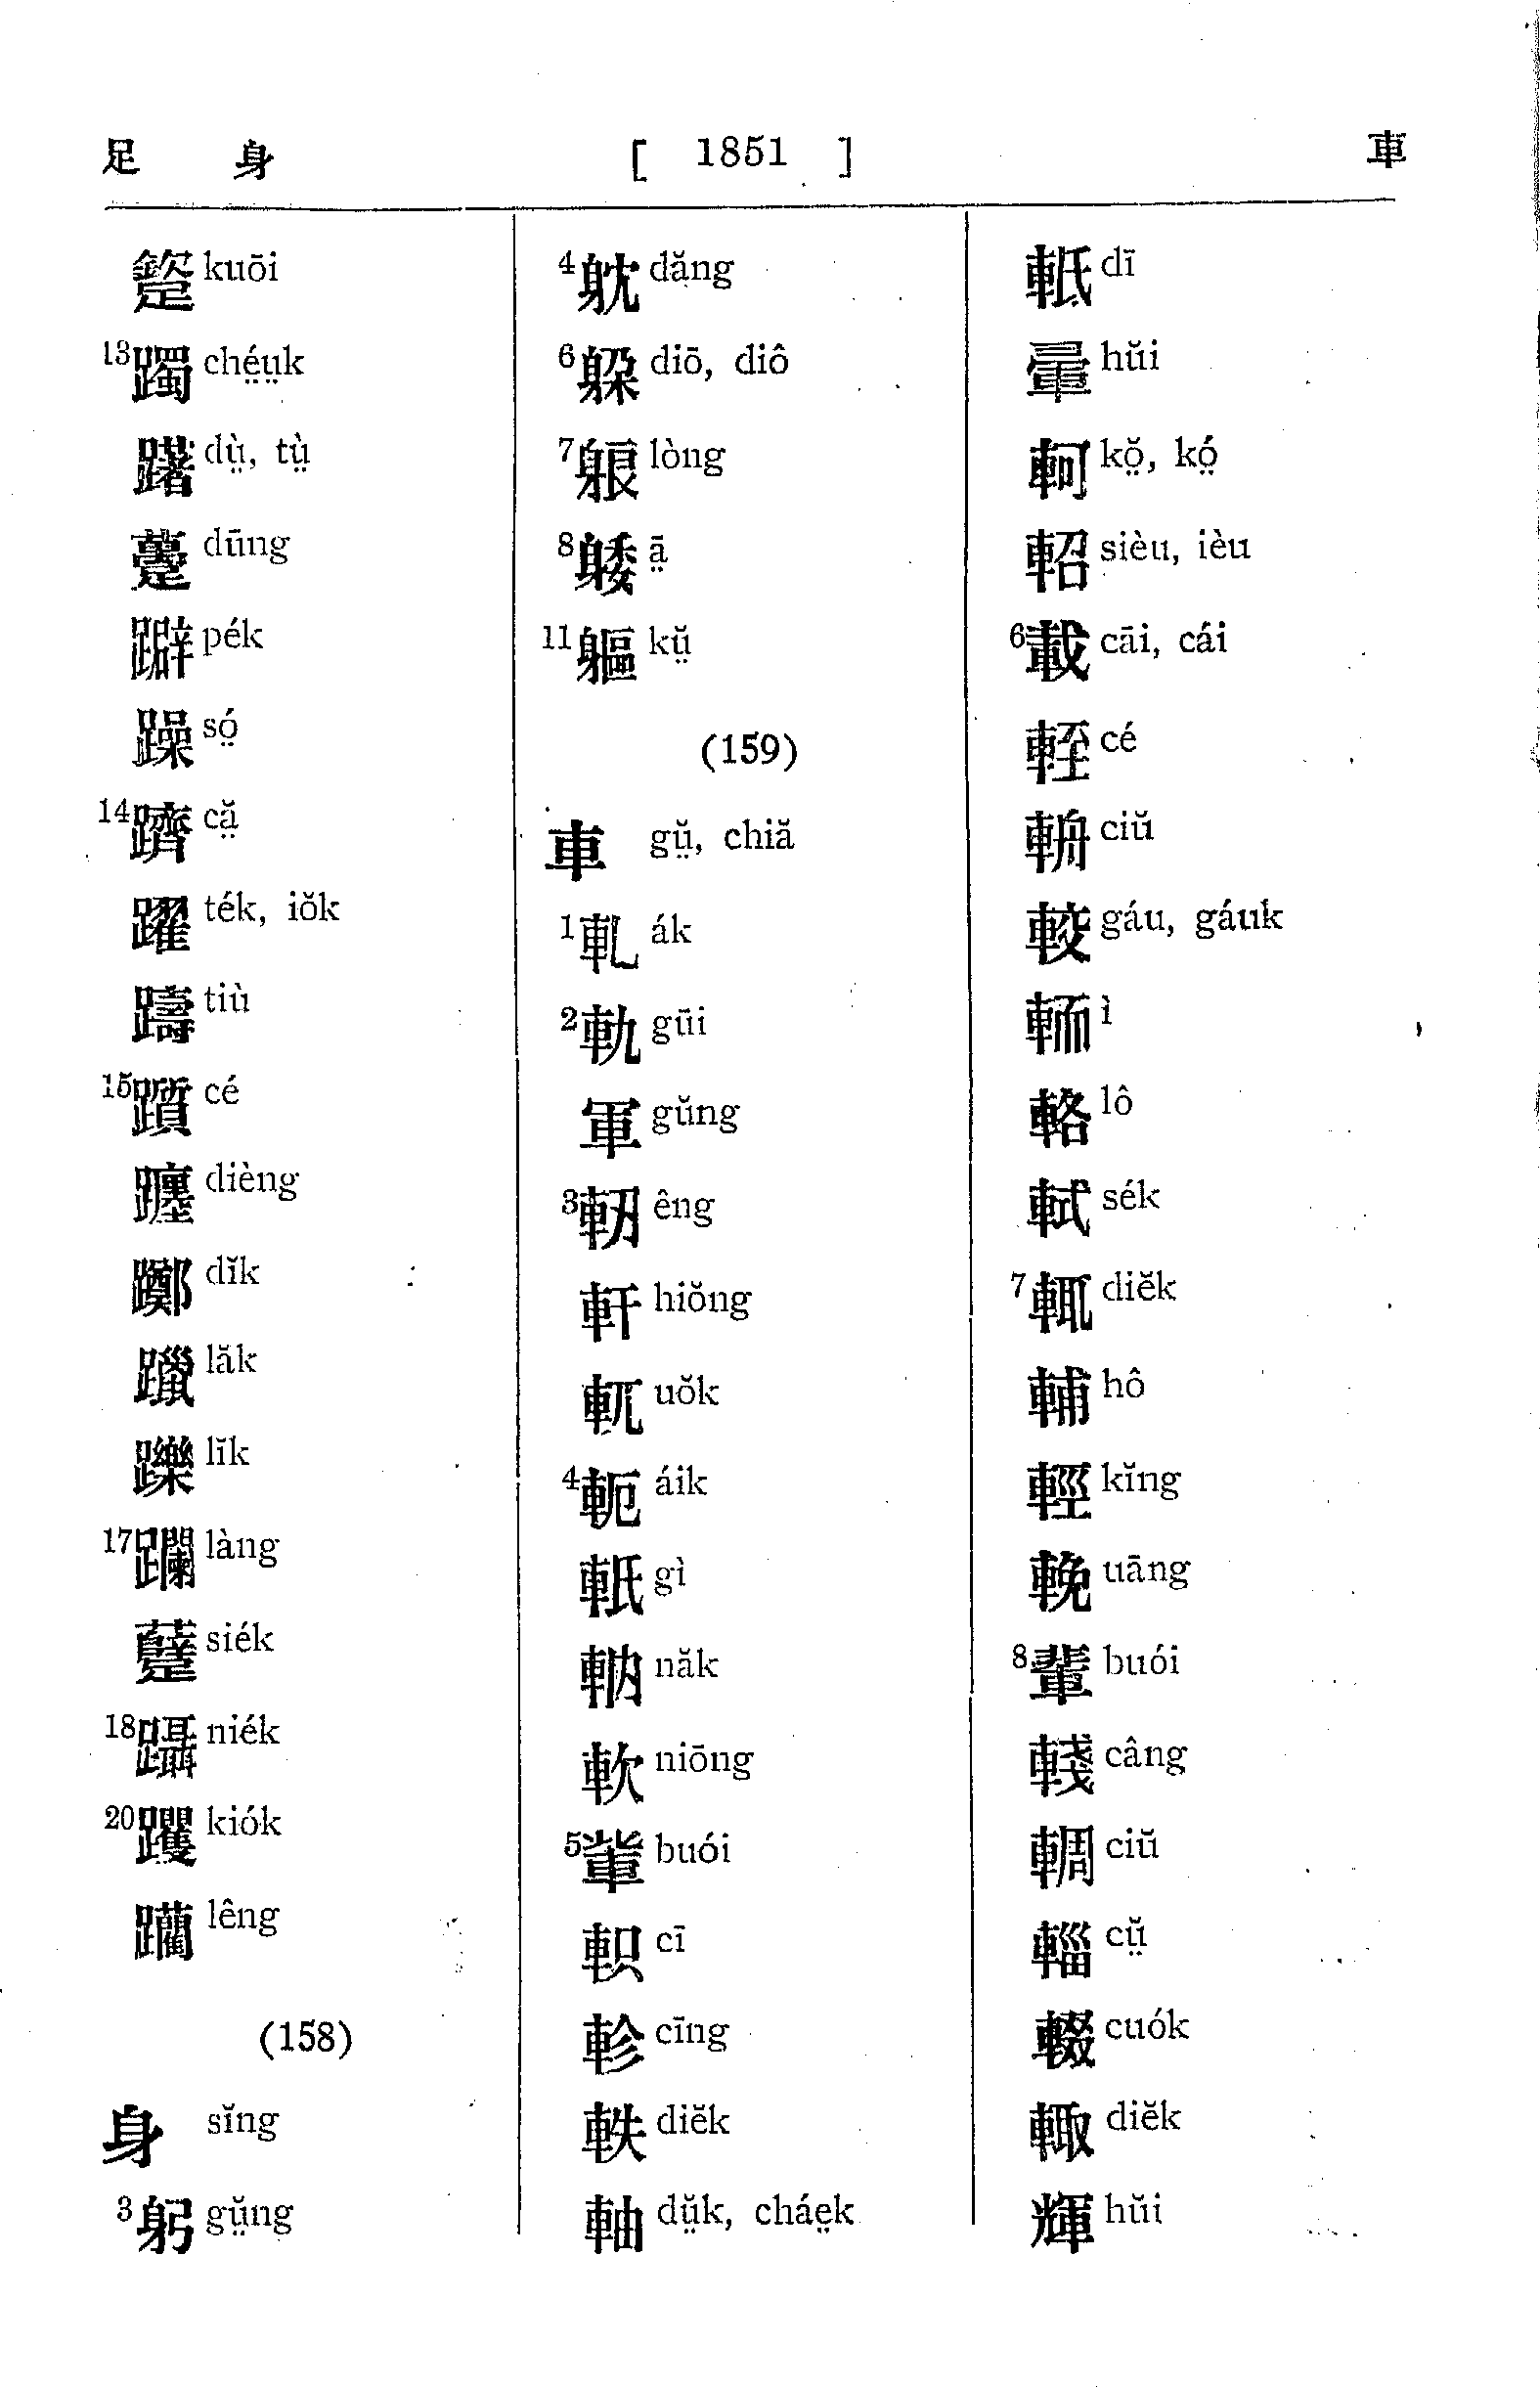 足 身 [ 1851 ] 車
kuōi
13 躅 ché̤ṳk
躇 dṳ̀, tṳ̀
躉 dūng
躃 pék
躁 só̤
14 躋 că̤
躍 ték, iŏk
躊 tiù
15 躓 cé
躔 dièng
躑 dĭk
躐 lăk
躒 lĭk
17 躝 làng
躠 siék
18 躡 niék
20 躩 kiók
躪 lêng
(158)
身 sĭng
3 躬 gṳ̆ng
4 躭 dăng
6 躱 diō, diô
7 躴 lòng
8 躷 ā̤
11 軀 kṳ̆
(159)
車 gṳ̆, chiă
1 軋 ák
2 軌 gūi
軍 gŭng
3 軔 êng
軒 hiŏng
軏 uŏk
4 軛 áik
軝 gì
軜 năk
軟 niōng
5 軰 buói
軹 cī
軫 cīng
軼 diĕk
軸 dṳ̆k, cháe̤k
軧 dī
暈 hŭi
軻 kŏ̤, kó̤
軺 sièu, ièu
6 載 cāi, cái
輊 cé
輈 ciŭ
較 gáu, gáuk
輀 ì
輅 lô
軾 sék
7 輒 diĕk
輔 hô
輕 kĭng
輓 uāng
8 輩 buói
輚 câng
輖 ciŭ
輜 cṳ̆
輟 cuók
輙 diĕk
輝 hŭi